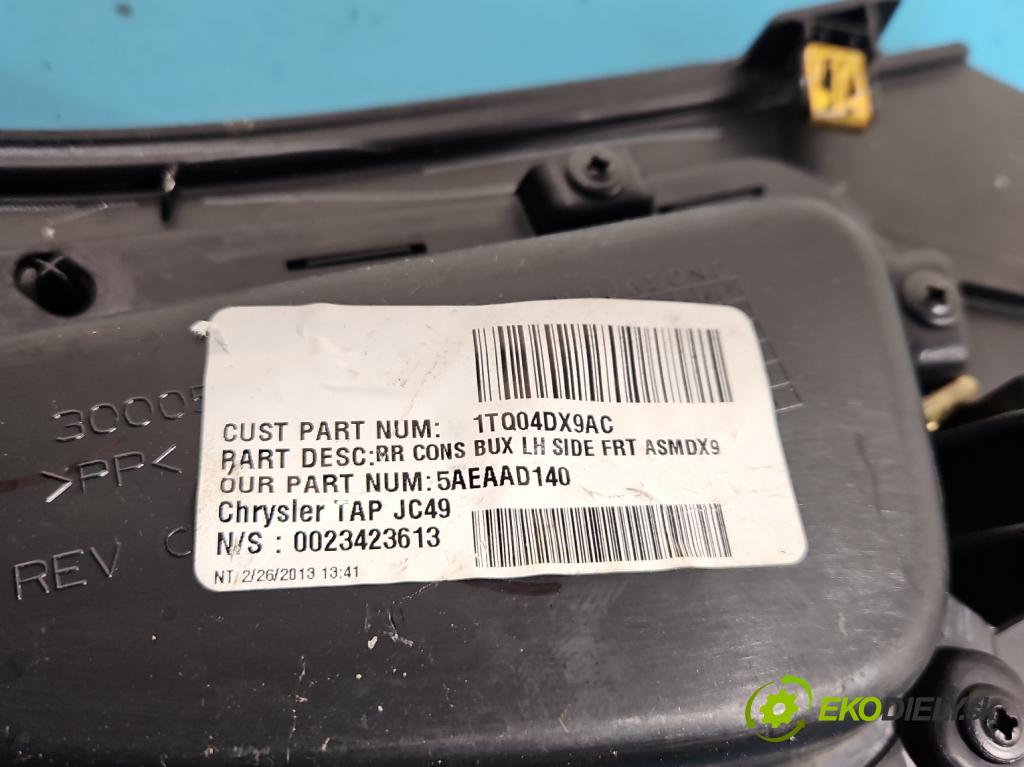 CUST PART NUM: 1TQ04DX9AC
PART DESC:RR CONS BUX LH SIDE FRT ASMDX9
OUR PART NUM:5AEAAD140
Chrysler TAP JC49
N/S : 0023423613
NT 2/26/2013 13:41
3000
>PP<
REV
EKODIELY.SK